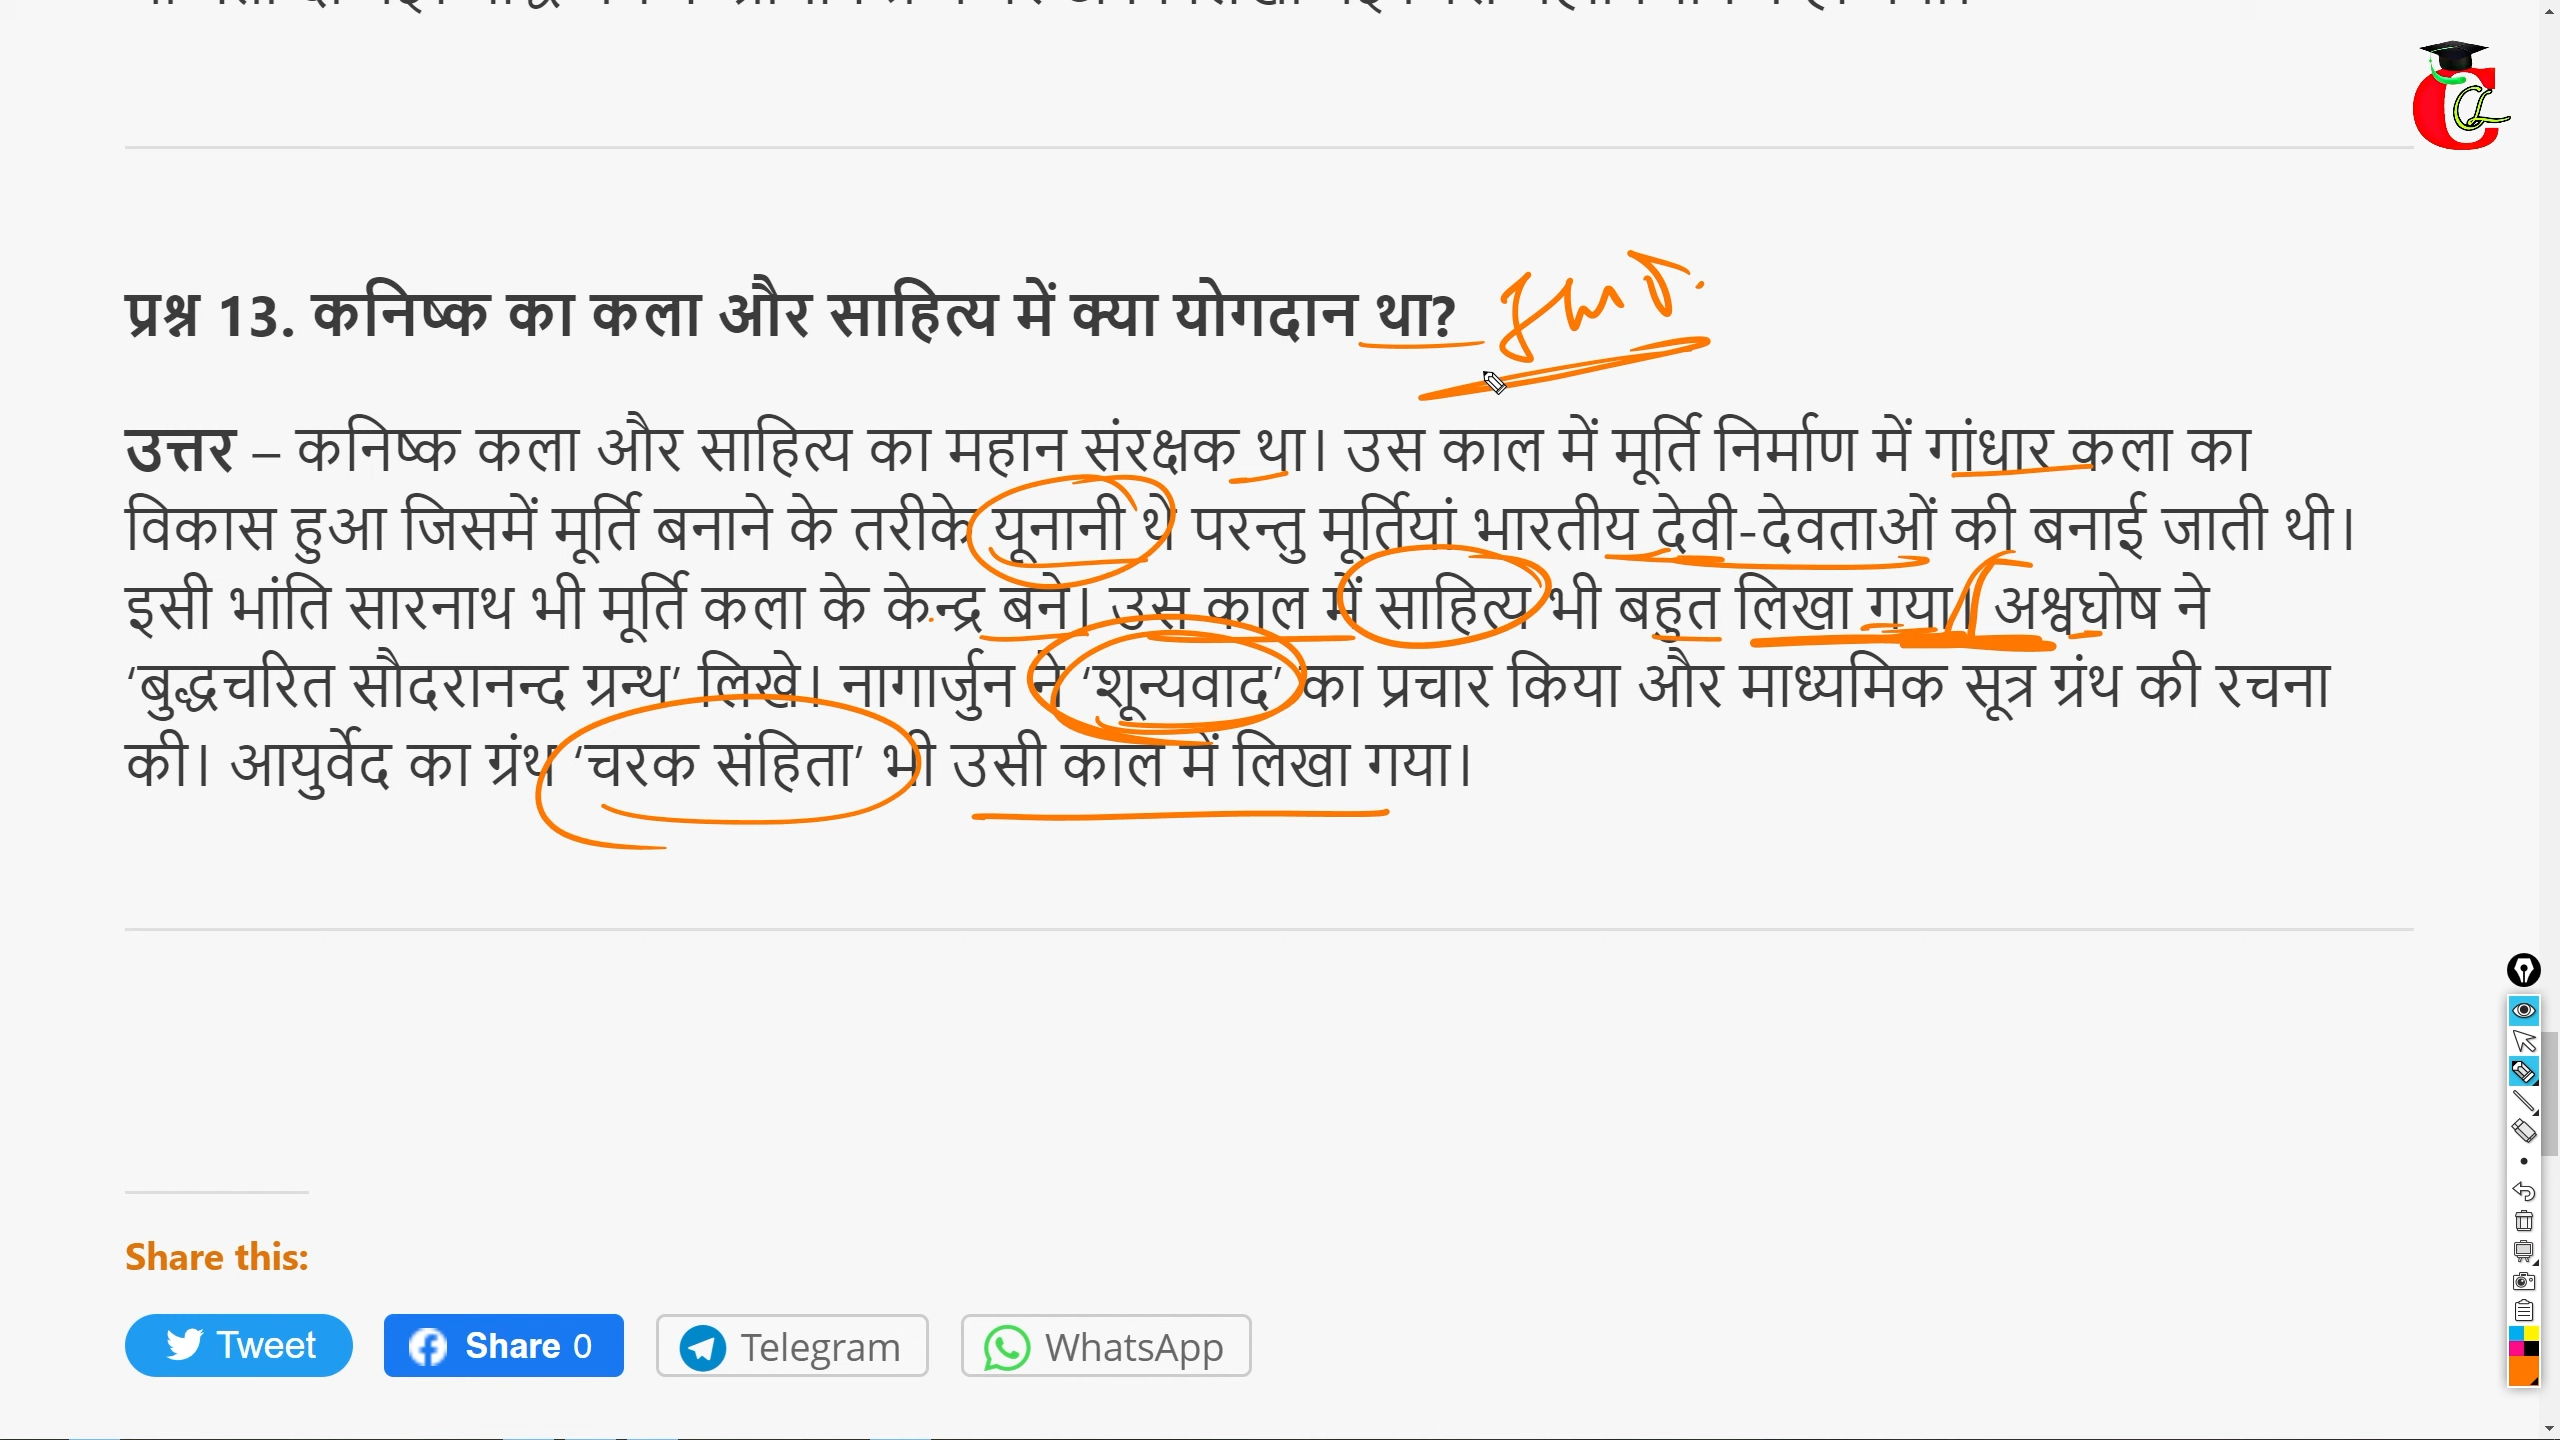 प्रश्न 13. कनिष्क का कला और साहित्य में क्या योगदान था?
उत्तर – कनिष्क कला और साहित्य का महान संरक्षक था। उस काल में मूर्ति निर्माण में गांधार कला का
विकास हुआ जिसमें मूर्ति बनाने के तरीके यूनानी थे परन्तु मूर्तियां भारतीय देवी-देवताओं की बनाई जाती थी।
इसी भांति सारनाथ भी मूर्ति कला के केन्द्र बने। उस काल में साहित्य भी बहुत लिखा गया। अश्वघोष ने
‘बुद्धचरित सौदरानन्द ग्रन्थ’ लिखे। नागार्जुन ने ‘शून्यवाद’ का प्रचार किया और माध्यमिक सूत्र ग्रंथ की रचना
की। आयुर्वेद का ग्रंथ ‘चरक संहिता’ भी उसी काल में लिखा गया।
Share this:
Tweet Share 0 Telegram WhatsApp